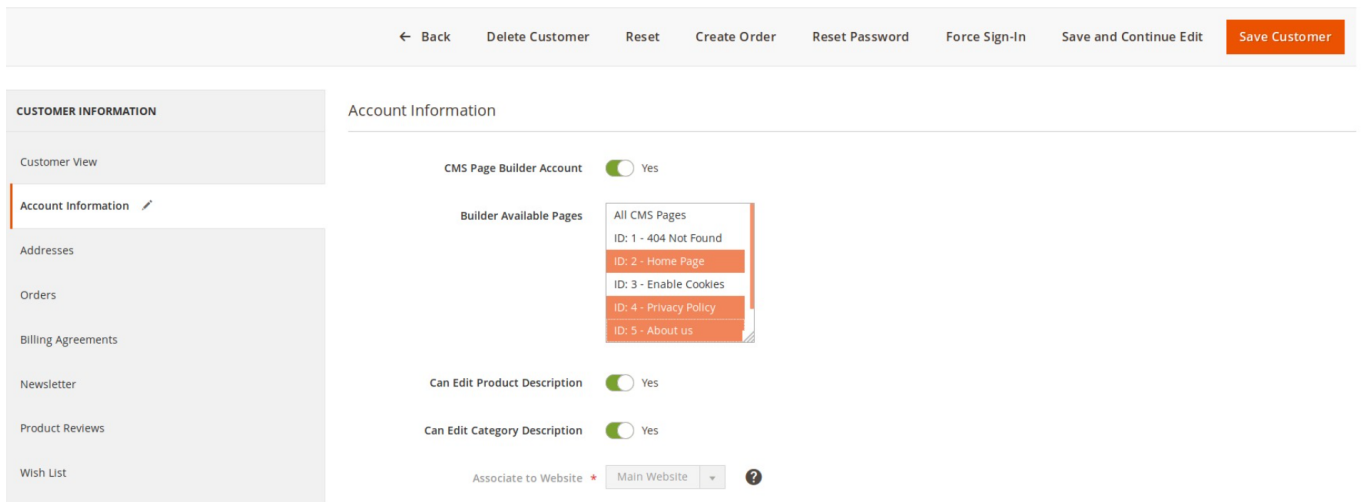 ← Back Delete Customer Reset Create Order Reset Password Force Sign-In Save and Continue Edit Save Customer
CUSTOMER INFORMATION
Customer View
Account Information
Addresses
Orders
Billing Agreements
Newsletter
Product Reviews
Wish List
Account Information
CMS Page Builder Account Yes
Builder Available Pages
All CMS Pages
ID: 1 - 404 Not Found
ID: 2 - Home Page
ID: 3 - Enable Cookies
ID: 4 - Privacy Policy
ID: 5 - About us
Can Edit Product Description Yes
Can Edit Category Description Yes
Associate to Website * Main Website ?